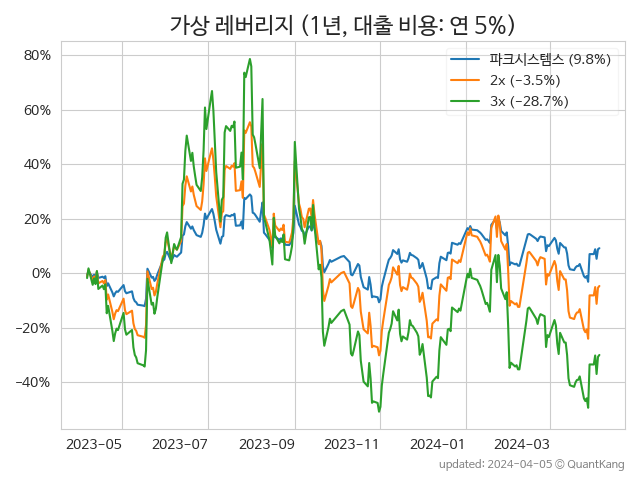 가상 레버리지 (1년, 대출 비용: 연 5%)
80%
60%
40%
20%
0%
−20%
−40%
파크시스템스 (9.8%)
2x (−3.5%)
3x (−28.7%)
2023-05
2023-07
2023-09
2023-11
2024-01
2024-03
updated: 2024-04-05 © QuantKang